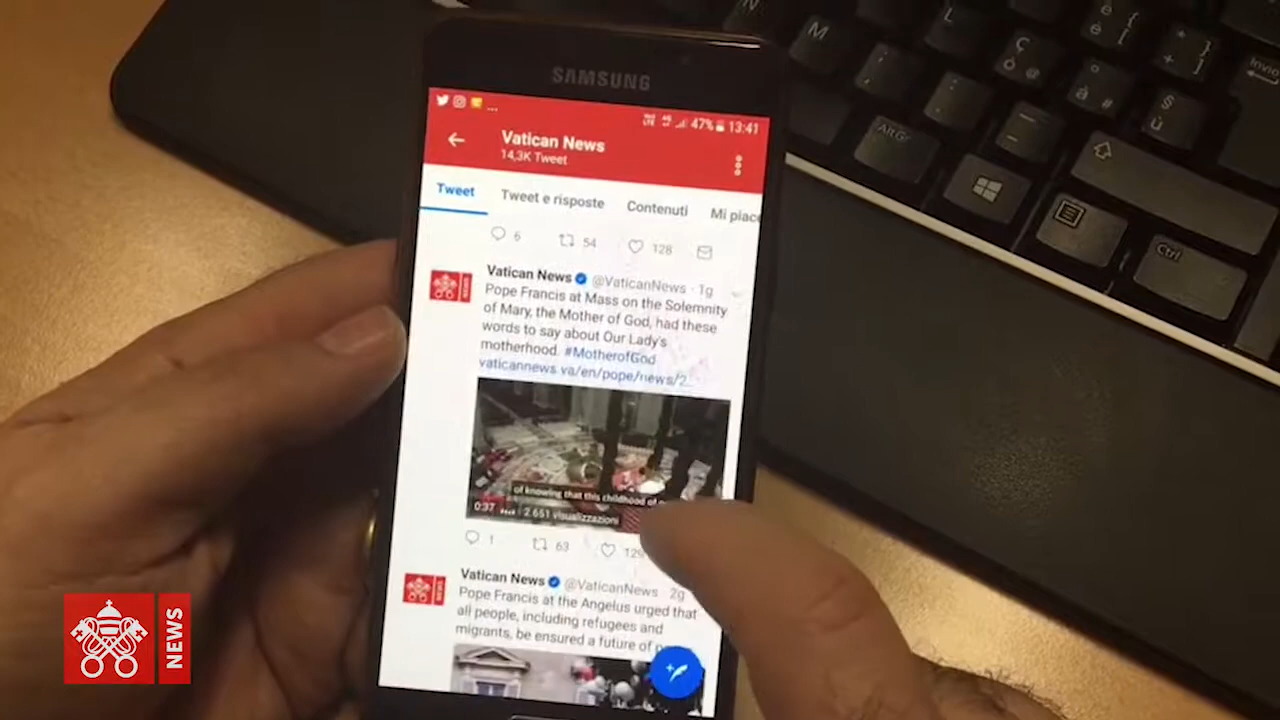 SAMSUNG
47% 13:41
Vatican News
14,3K Tweet
Tweet Tweet e risposte Contenuti Mi piace
6 54 128
Vatican News @VaticanNews · 1g
Pope Francis at Mass on the Solemnity
of Mary, the Mother of God, had these
words to say about Our Lady's
motherhood. #MotherofGod
vaticannews.va/en/pope/news/2...
of knowing that this childhood of
0:37 2 651 visualizzazioni
1 63 129
Vatican News @VaticanNews 2g
Pope Francis at the Angelus urged that
all people, including refugees and
migrants, be ensured a future of
NEWS
N M L è é { [
ç ò @ + * ] } Invio
; , à # ° § ù
: .
Alt Gr _ -
Ctrl